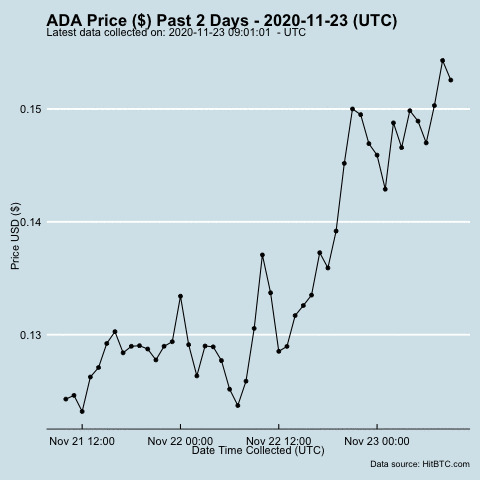 ADA Price ($) Past 2 Days - 2020-11-23 (UTC)
Latest data collected on: 2020-11-23 09:01:01  - UTC
0.15
0.14
0.13
Price USD ($)
Nov 21 12:00
Nov 22 00:00
Nov 22 12:00
Nov 23 00:00
Date Time Collected (UTC)
Data source: HitBTC.com